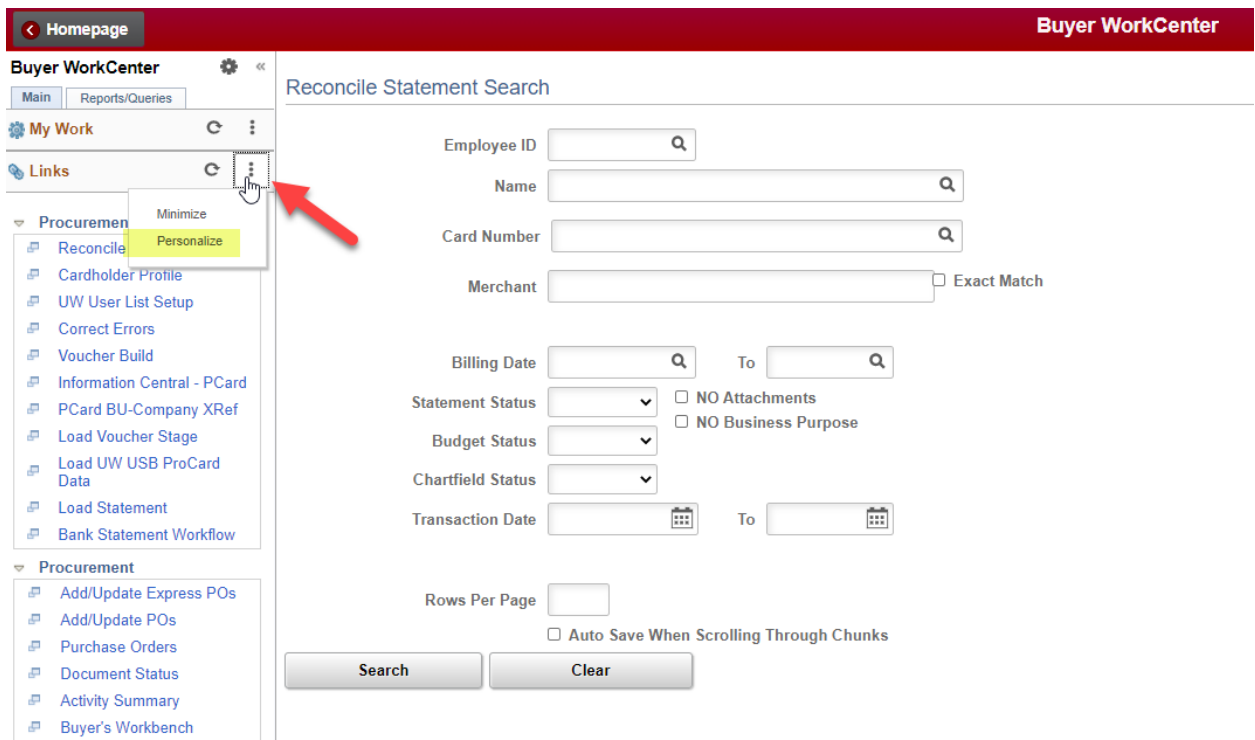 Homepage
Buyer WorkCenter
Buyer WorkCenter
Main Reports/Queries
My Work
Links
Minimize
Personalize
Procuremen
Reconcile
Cardholder Profile
UW User List Setup
Correct Errors
Voucher Build
Information Central - PCard
PCard BU-Company XRef
Load Voucher Stage
Load UW USB ProCard
Data
Load Statement
Bank Statement Workflow
Procurement
Add/Update Express POs
Add/Update POs
Purchase Orders
Document Status
Activity Summary
Buyer's Workbench
Reconcile Statement Search
Employee ID
Name
Card Number
Merchant
Exact Match
Billing Date To
Statement Status
NO Attachments
NO Business Purpose
Budget Status
Chartfield Status
Transaction Date To
Rows Per Page
Auto Save When Scrolling Through Chunks
Search Clear